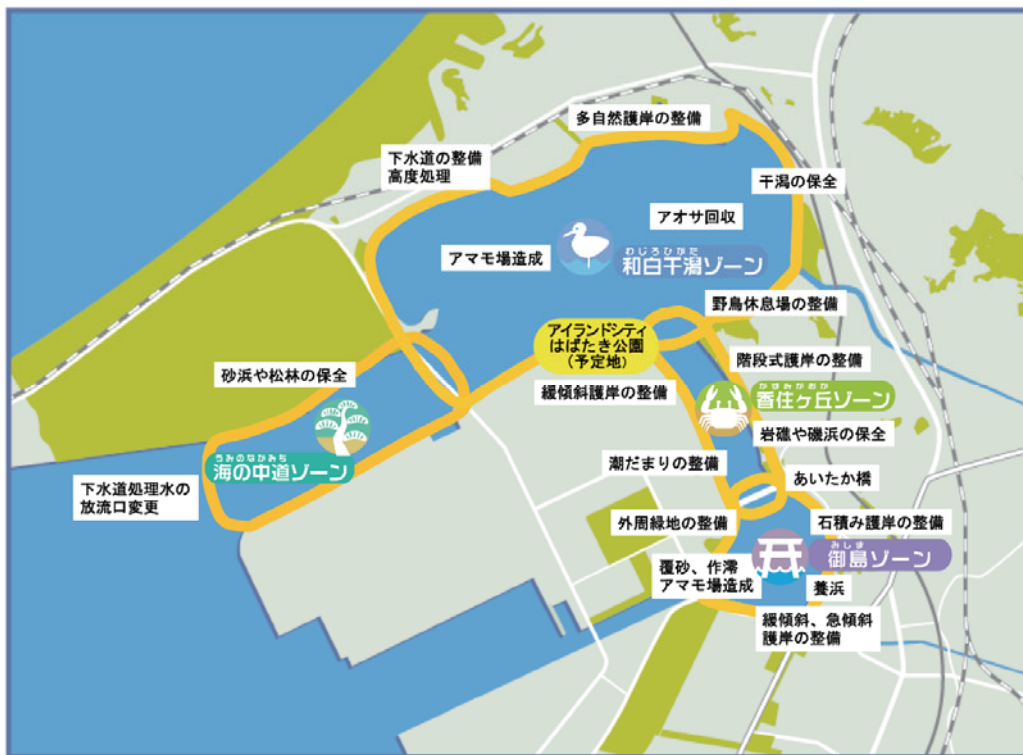 多自然護岸の整備
下水道の整備
高度処理
干潟の保全
アオサ回収
アマモ場造成
わじろひがた
和白干潟ゾーン
野鳥休息場の整備
アイランドシティ
はばたき公園
(予定地)
階段式護岸の整備
砂浜や松林の保全
緩傾斜護岸の整備
かすみがおか
香住ヶ丘ゾーン
岩礁や磯浜の保全
うみのなかみち
海の中道ゾーン
潮だまりの整備
あいたか橋
下水道処理水の
放流口変更
外周緑地の整備
石積み護岸の整備
みしま
御島ゾーン
覆砂、作澪
アマモ場造成
養浜
緩傾斜、急傾斜
護岸の整備